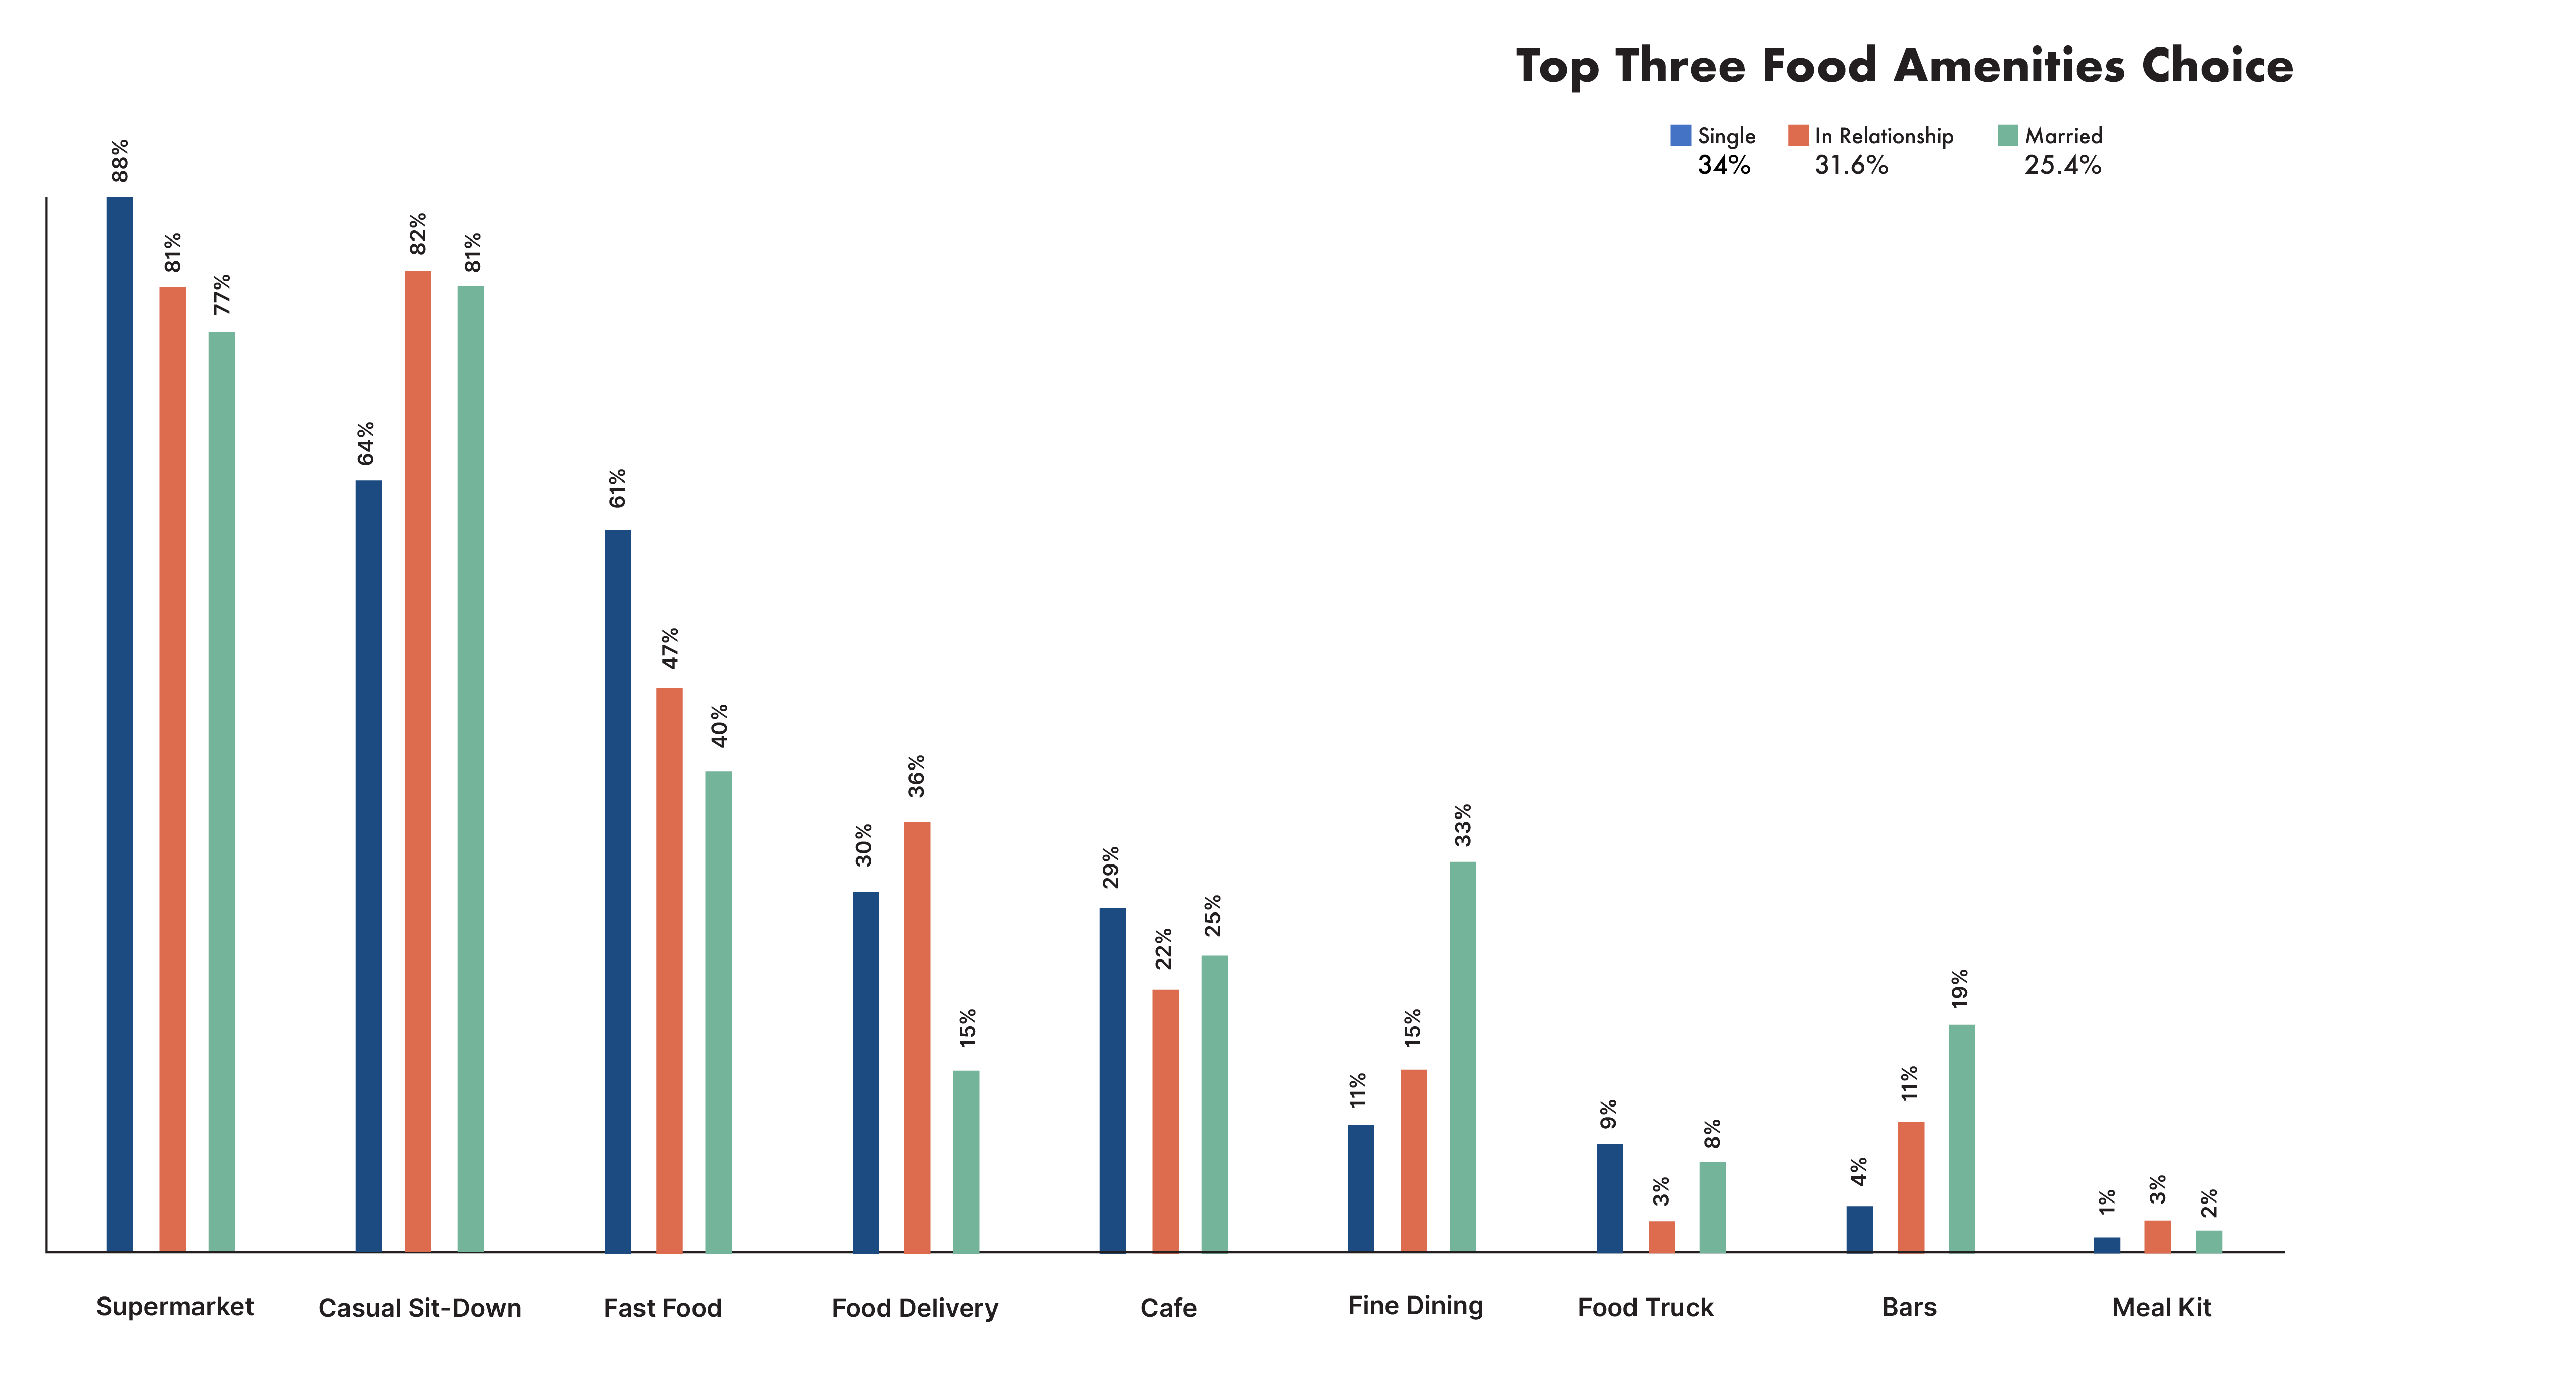 Top Three Food Amenities Choice
Single In Relationship Married
34% 31.6% 25.4%
88% 81% 77%
64% 82% 81%
61% 47% 40%
30% 36% 15%
29% 22% 25%
11% 15% 33%
9% 3% 8%
4% 11% 19%
1% 3% 2%
Supermarket Casual Sit-Down Fast Food Food Delivery Cafe Fine Dining Food Truck Bars Meal Kit